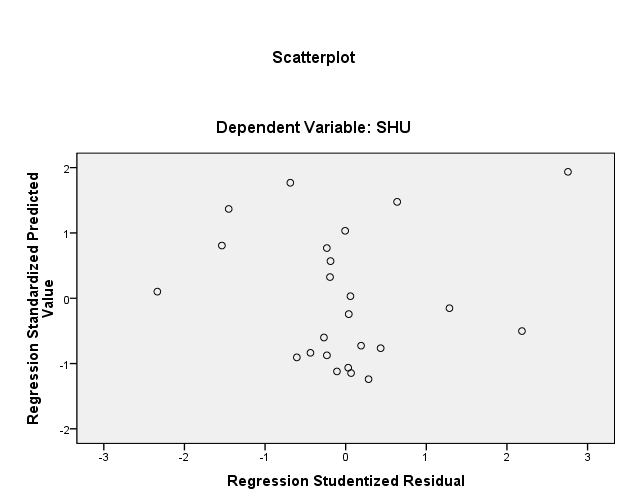 Scatterplot
Dependent Variable: SHU
Regression Standardized Predicted
Value
2
1
0
-1
-2
-3
-2
-1
0
1
2
3
Regression Studentized Residual